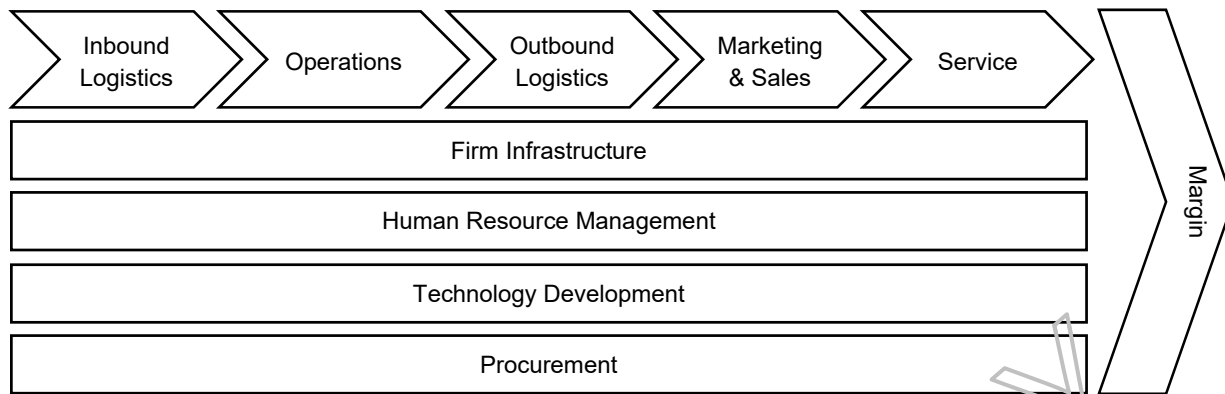 Inbound
Logistics
Operations
Outbound
Logistics
Marketing
& Sales
Service
Firm Infrastructure
Human Resource Management
Technology Development
Procurement
Margin